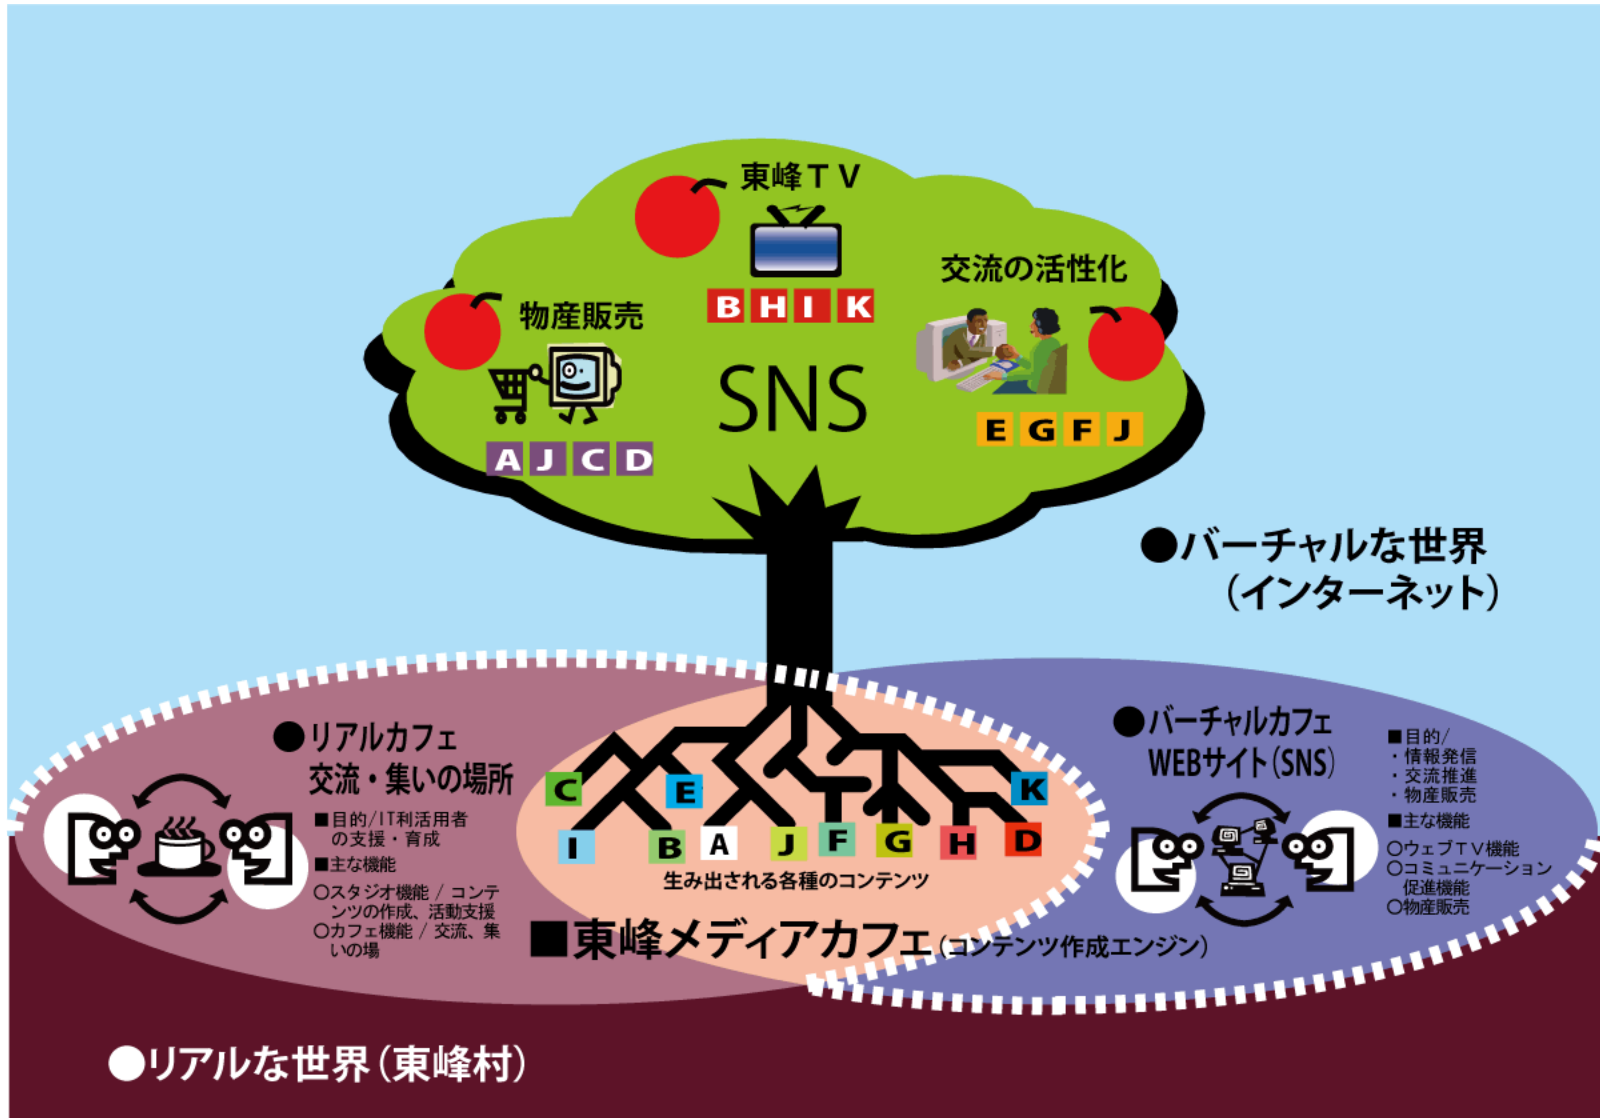 東峰ＴＶ
B H I K
交流の活性化
E G F J
物産販売
A J C D
SNS
●バーチャルな世界
（インターネット）
●リアルカフェ
交流・集いの場所
■目的/IT利活用者
の支援・育成
■主な機能
○スタジオ機能 / コンテ
ンツの作成、活動支援
○カフェ機能 / 交流、集
いの場
C E K
I B A J F G H D
生み出される各種のコンテンツ
■東峰メディアカフェ（コンテンツ作成エンジン）
●バーチャルカフェ
WEBサイト（SNS）
■目的/
・情報発信
・交流推進
・物産販売
■主な機能
○ウェブＴＶ機能
○コミュニケーション
促進機能
○物産販売
●リアルな世界（東峰村）